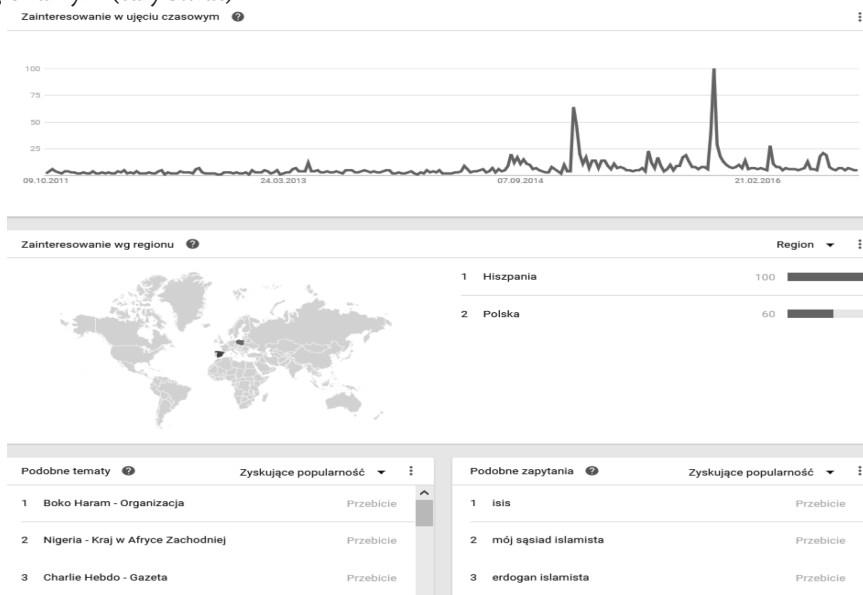 Zainteresowanie w ujęciu czasowym
100
75
50
25
09.10.2011 24.03.2013 07.09.2014 21.02.2016
Zainteresowanie wg regionu Region
1 Hiszpania 100
2 Polska 60
Podobne tematy Zyskujące popularność
1 Boko Haram - Organizacja Przebicie
2 Nigeria - Kraj w Afryce Zachodniej Przebicie
3 Charlie Hebdo - Gazeta Przebicie
Podobne zapytania Zyskujące popularność
1 isis Przebicie
2 mój sąsiad islamista Przebicie
3 erdogan islamista Przebicie